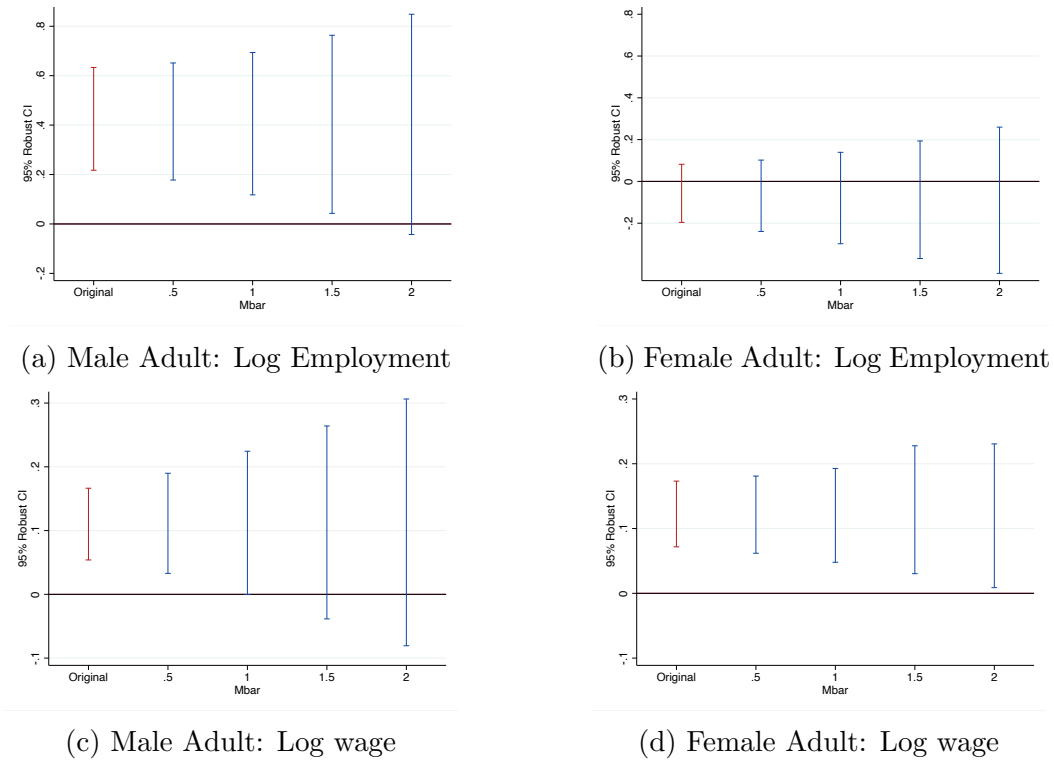 .8
.6
.4
.2
0
-.2
95% Robust CI
Original .5 1 1.5 2
Mbar
(a) Male Adult: Log Employment
.8
.6
.4
.2
0
-.2
95% Robust CI
Original .5 1 1.5 2
Mbar
(b) Female Adult: Log Employment
.3
.2
.1
0
-.1
95% Robust CI
Original .5 1 1.5 2
Mbar
(c) Male Adult: Log wage
.3
.2
.1
0
-.1
95% Robust CI
Original .5 1 1.5 2
Mbar
(d) Female Adult: Log wage